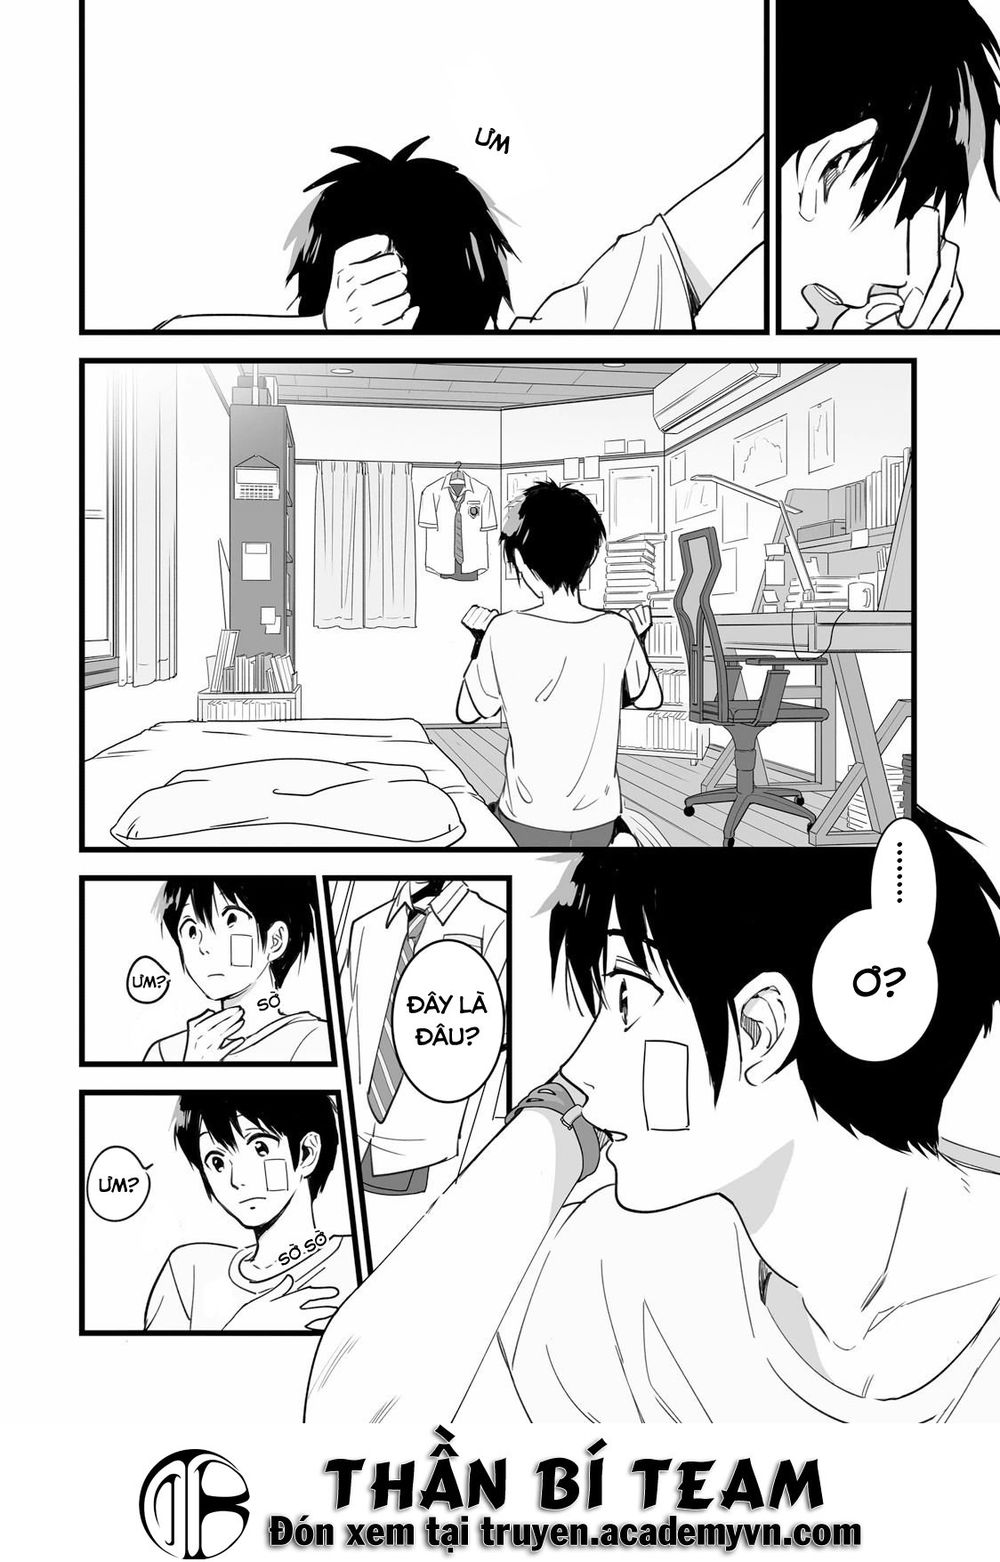 ƯM
.........
Ơ?
ĐÂY LÀ
ĐÂU?
ƯM?
SỜ
ƯM?
SỜ SỜ
THẦN BÍ TEAM
Đón xem tại truyen.academyvn.com